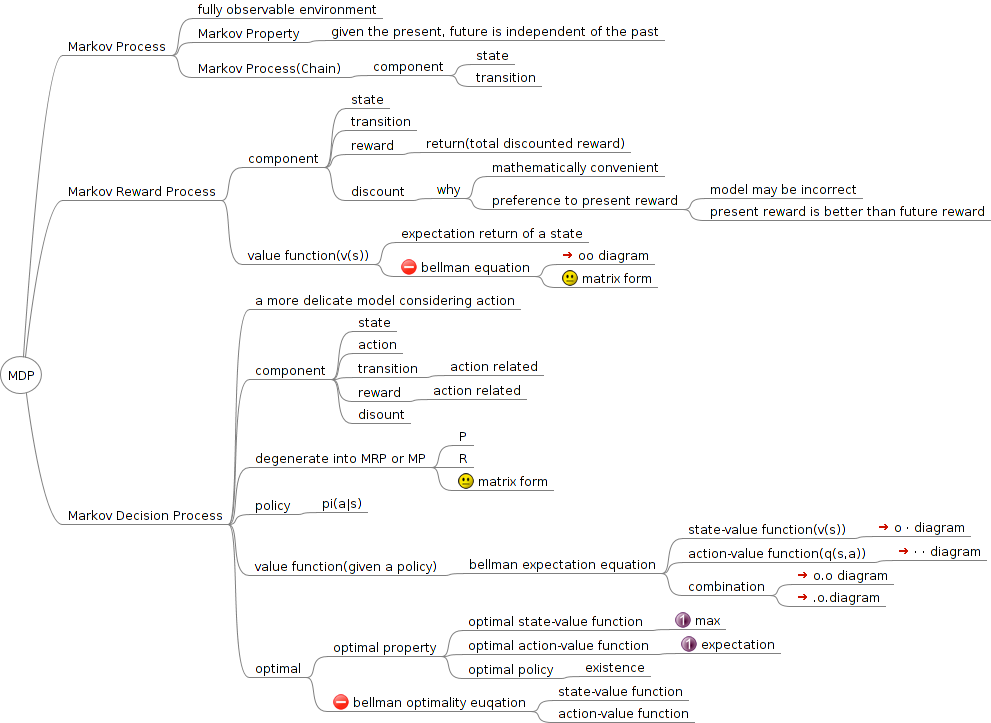 MDP
Markov Process
fully observable environment
Markov Property
given the present, future is independent of the past
Markov Process(Chain)
component
state
transition
Markov Reward Process
component
state
transition
reward
return(total discounted reward)
discount
why
mathematically convenient
preference to present reward
model may be incorrect
present reward is better than future reward
value function(v(s))
expectation return of a state
bellman equation
oo diagram
matrix form
Markov Decision Process
a more delicate model considering action
component
state
action
transition
action related
reward
action related
disount
degenerate into MRP or MP
P
R
matrix form
policy
pi(a|s)
value function(given a policy)
bellman expectation equation
state-value function(v(s))
o · diagram
action-value function(q(s,a))
· · diagram
combination
o.o diagram
.o.diagram
optimal
optimal property
optimal state-value function
1 max
optimal action-value function
1 expectation
optimal policy
existence
bellman optimality euqation
state-value function
action-value function